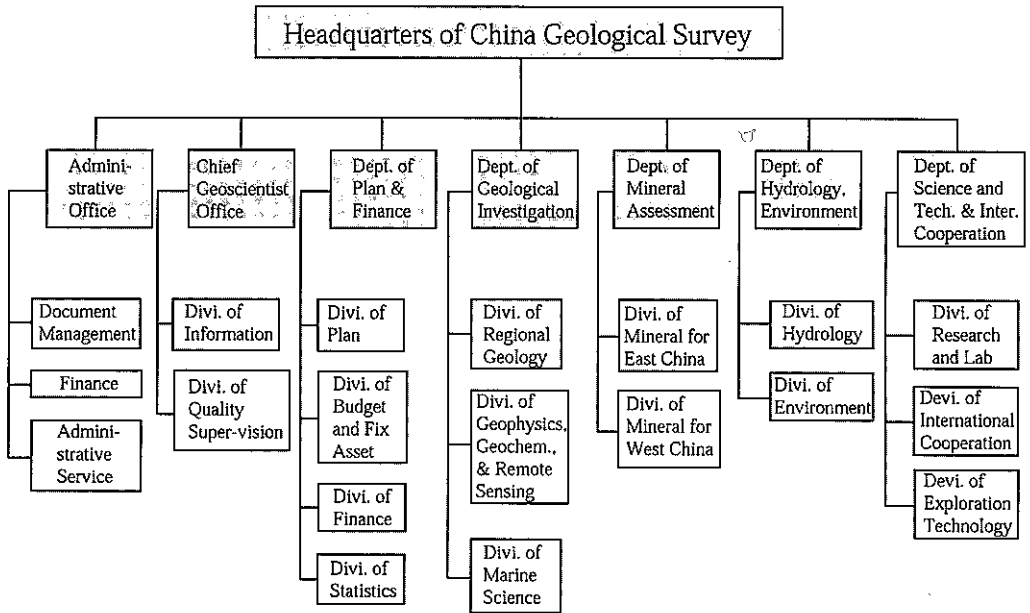 Headquarters of China Geological Survey
Admini-
strative
Office
Chief
Geoscientist
Office
Dept. of
Plan &
Finance
Dept. of
Geological
Investigation
Dept. of
Mineral
Assessment
Dept. of
Hydrology,
Environment
Dept. of
Science and
Tech. & Inter.
Cooperation
Document
Management
Finance
Admini-
strative
Service
Divi. of
Information
Divi. of
Quality
Super-vision
Divi. of
Plan
Divi. of
Budget
and Fix
Asset
Divi. of
Finance
Divi. of
Statistics
Divi. of
Regional
Geology
Divi. of
Geophysics,
Geochem.,
& Remote
Sensing
Divi. of
Marine
Science
Divi. of
Mineral for
East China
Divi. of
Mineral for
West China
Divi. of
Hydrology
Divi. of
Environment
Divi. of
Research
and Lab
Devi. of
International
Cooperation
Devi. of
Exploration
Technology